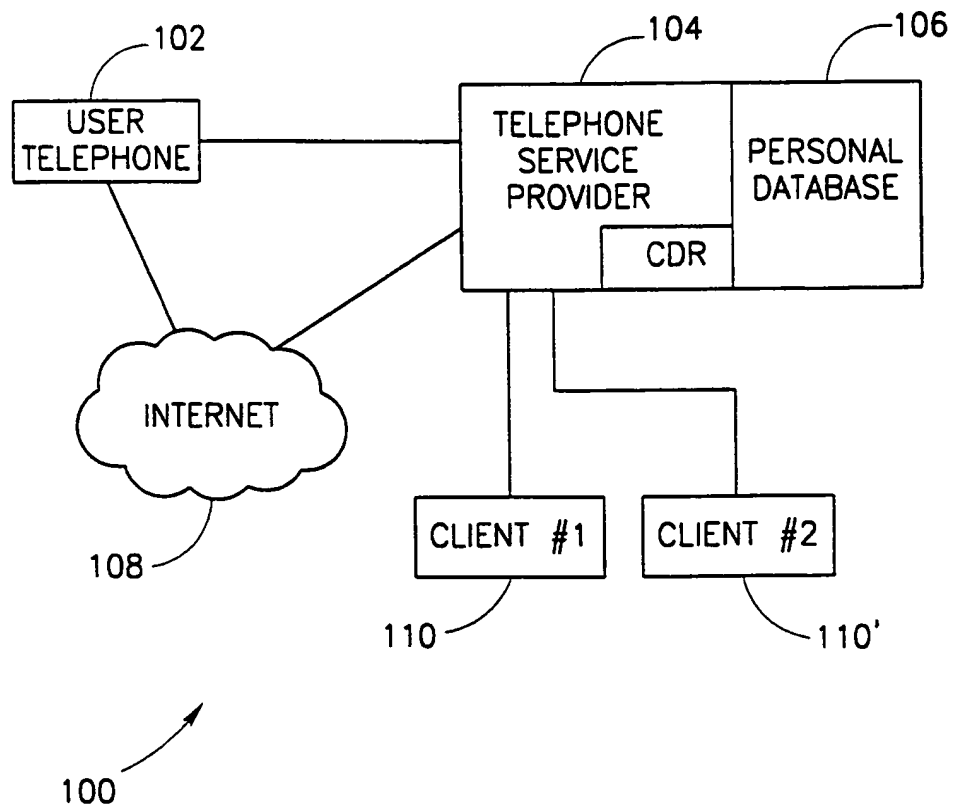 102
104
106
USER
TELEPHONE
TELEPHONE
SERVICE
PROVIDER
CDR
PERSONAL
DATABASE
INTERNET
108
CLIENT #1
CLIENT #2
110
110'
100